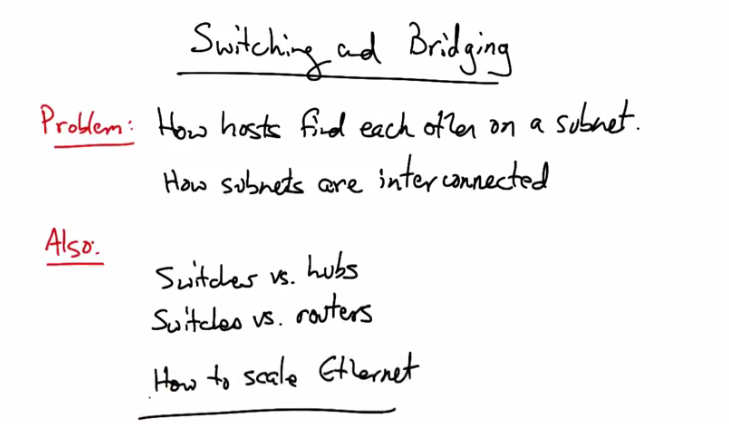 Switching and Bridging
Problem: How hosts find each other on a subnet.
How subnets are interconnected
Also:
Switches vs. hubs
Switches vs. routers
How to scale Ethernet